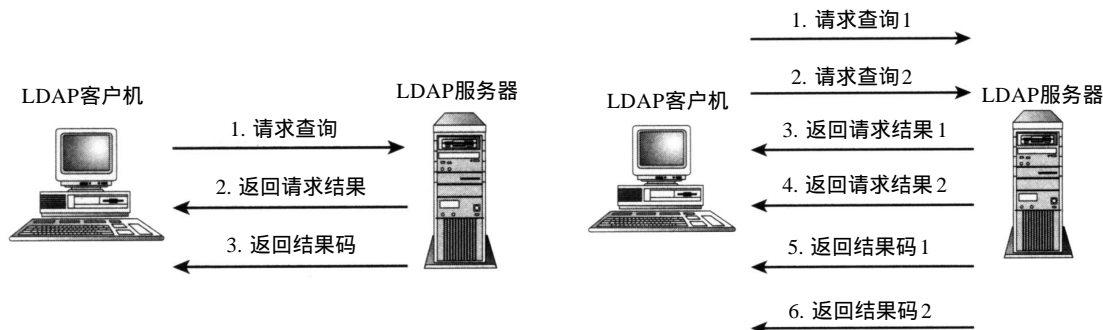 LDAP客户机
LDAP服务器
1. 请求查询
2. 返回请求结果
3. 返回结果码
LDAP客户机
LDAP服务器
1. 请求查询1
2. 请求查询2
3. 返回请求结果1
4. 返回请求结果2
5. 返回结果码1
6. 返回结果码2